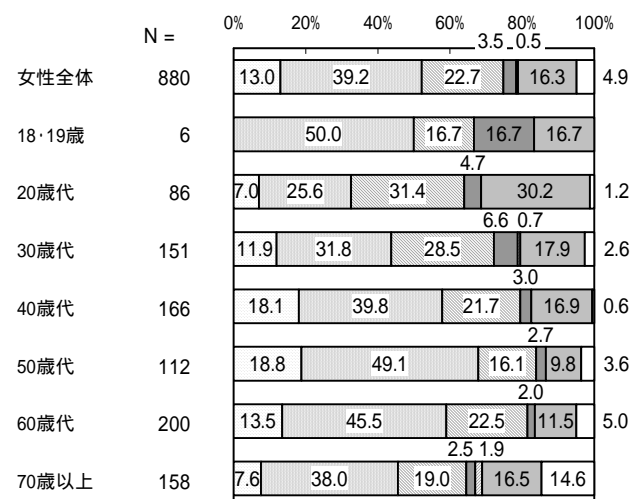 0% 20% 40% 60% 80% 100%
N =
3.5 0.5
女性全体 880 13.0 39.2 22.7 16.3 4.9
18・19歳 6 50.0 16.7 16.7 16.7
4.7
20歳代 86 7.0 25.6 31.4 30.2 1.2
6.6 0.7
30歳代 151 11.9 31.8 28.5 17.9 2.6
3.0
40歳代 166 18.1 39.8 21.7 16.9 0.6
2.7
50歳代 112 18.8 49.1 16.1 9.8 3.6
2.0
60歳代 200 13.5 45.5 22.5 11.5 5.0
2.5 1.9
70歳以上 158 7.6 38.0 19.0 16.5 14.6